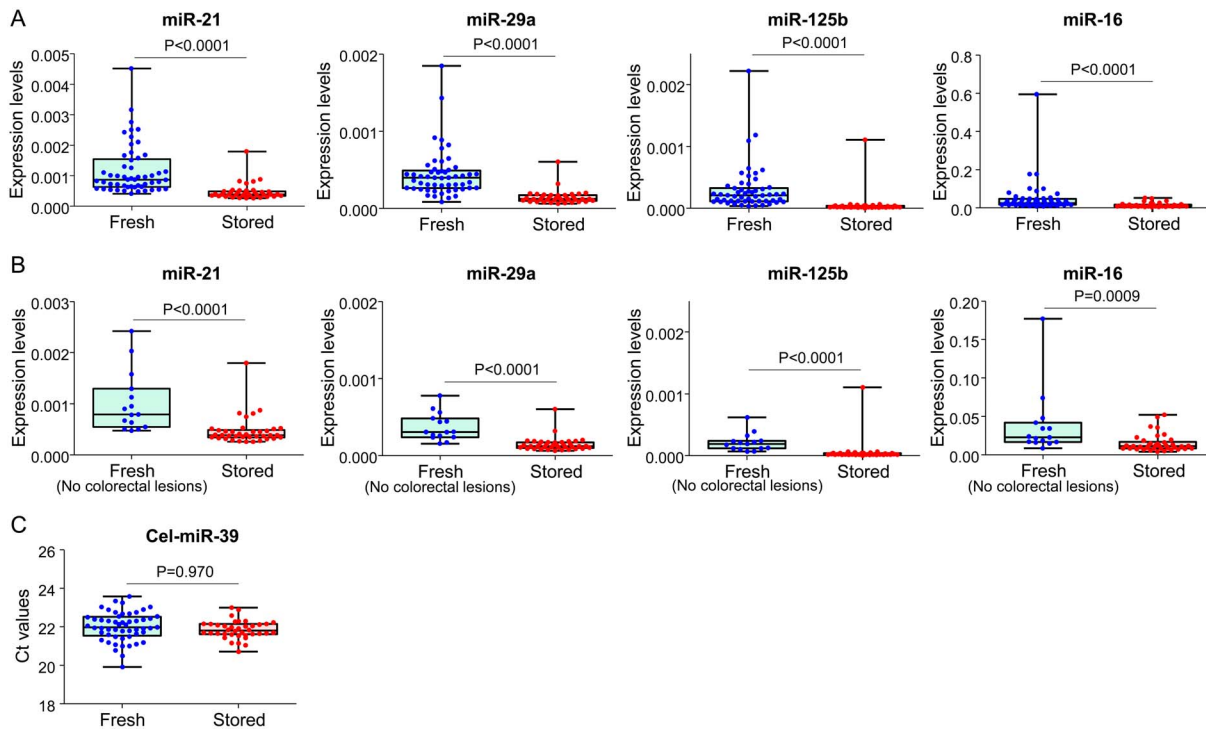 A
miR-21
P<0.0001
Expression levels
0.005
0.004
0.003
0.002
0.001
0.000
Fresh
Stored
miR-29a
P<0.0001
Expression levels
0.002
0.001
0.000
Fresh
Stored
miR-125b
P<0.0001
Expression levels
0.002
0.001
0.000
Fresh
Stored
miR-16
P<0.0001
Expression levels
0.8
0.6
0.4
0.2
0.0
Fresh
Stored
B
miR-21
P<0.0001
Expression levels
0.003
0.002
0.001
0.000
Fresh
Stored
(No colorectal lesions)
miR-29a
P<0.0001
Expression levels
0.002
0.001
0.000
Fresh
Stored
(No colorectal lesions)
miR-125b
P<0.0001
Expression levels
0.002
0.001
0.000
Fresh
Stored
(No colorectal lesions)
miR-16
P=0.0009
Expression levels
0.20
0.15
0.10
0.05
0.00
Fresh
Stored
(No colorectal lesions)
C
Cel-miR-39
P=0.970
Ct values
26
24
22
20
18
Fresh
Stored